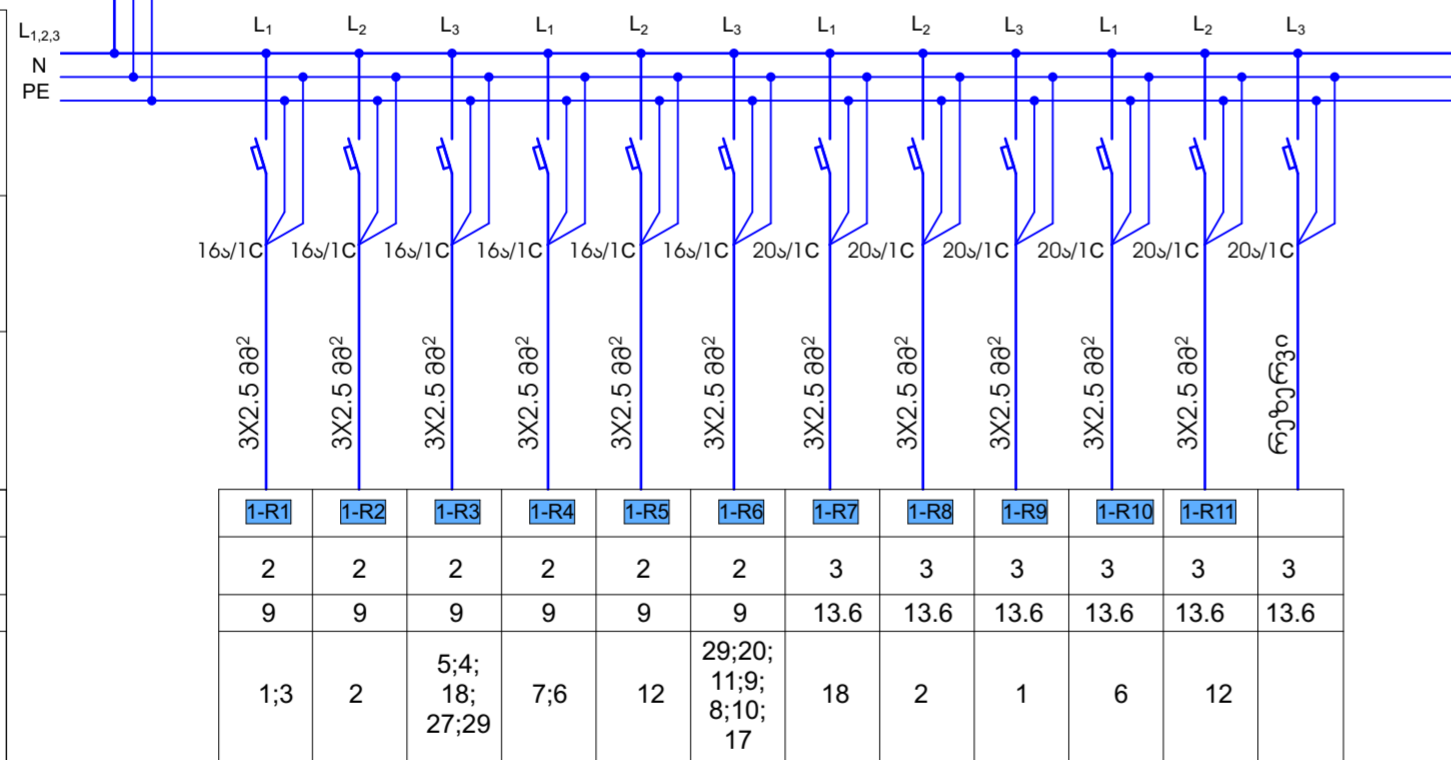 L1,2,3
N
PE
L1 L2 L3 L1 L2 L3 L1 L2 L3 L1 L2 L3
16ა/1C 16ა/1C 16ა/1C 16ა/1C 16ა/1C 16ა/1C 20ა/1C 20ა/1C 20ა/1C 20ა/1C 20ა/1C 20ა/1C
3X2.5 მმ² 3X2.5 მმ² 3X2.5 მმ² 3X2.5 მმ² 3X2.5 მმ² 3X2.5 მმ² 3X2.5 მმ² 3X2.5 მმ² 3X2.5 მმ² 3X2.5 მმ² 3X2.5 მმ² რეზერვი
1-R1 1-R2 1-R3 1-R4 1-R5 1-R6 1-R7 1-R8 1-R9 1-R10 1-R11
2 2 2 2 2 2 3 3 3 3 3 3
9 9 9 9 9 9 13.6 13.6 13.6 13.6 13.6 13.6
1;3
2
5;4;
18;
27;29
7;6
12
29;20;
11;9;
8;10;
17
18
2
1
6
12